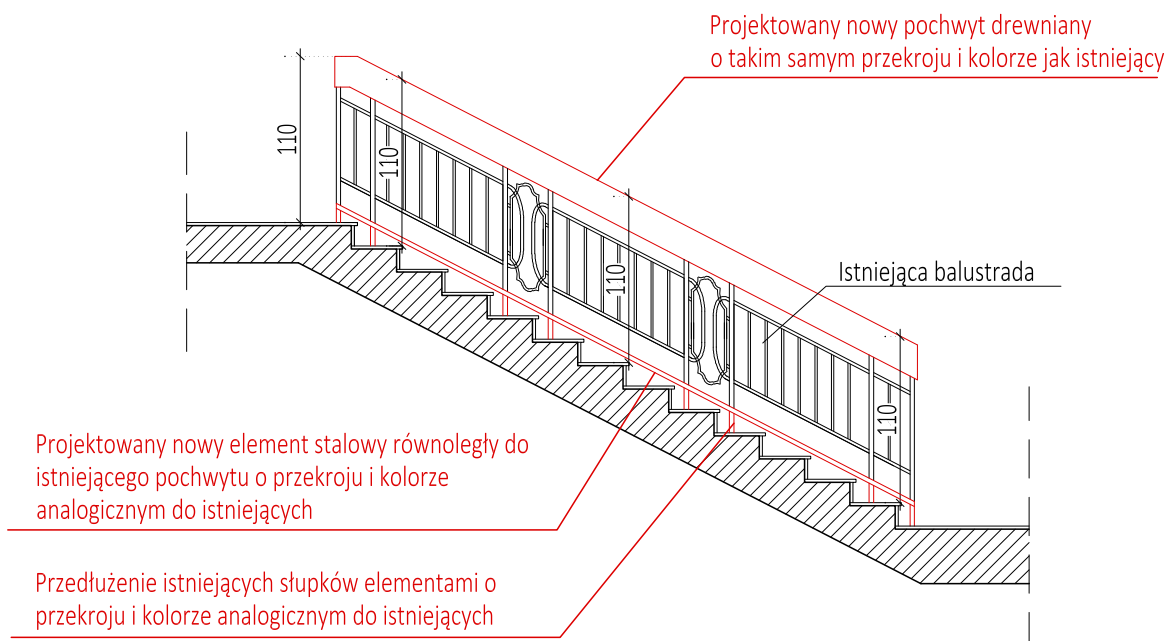 Projektowany nowy pochwyt drewniany
o takim samym przekroju i kolorze jak istniejący
110
110
110
Istniejąca balustrada
110
Projektowany nowy element stalowy równoległy do
istniejącego pochwytu o przekroju i kolorze
analogicznym do istniejących
Przedłużenie istniejących słupków elementami o
przekroju i kolorze analogicznym do istniejących